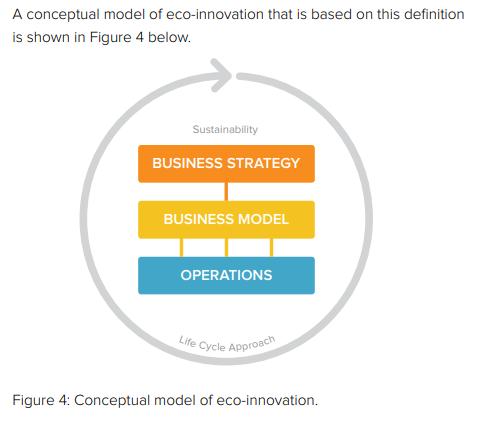 A conceptual model of eco-innovation that is based on this definition
is shown in Figure 4 below.
Sustainability
BUSINESS STRATEGY
BUSINESS MODEL
OPERATIONS
Life Cycle Approach
Figure 4: Conceptual model of eco-innovation.